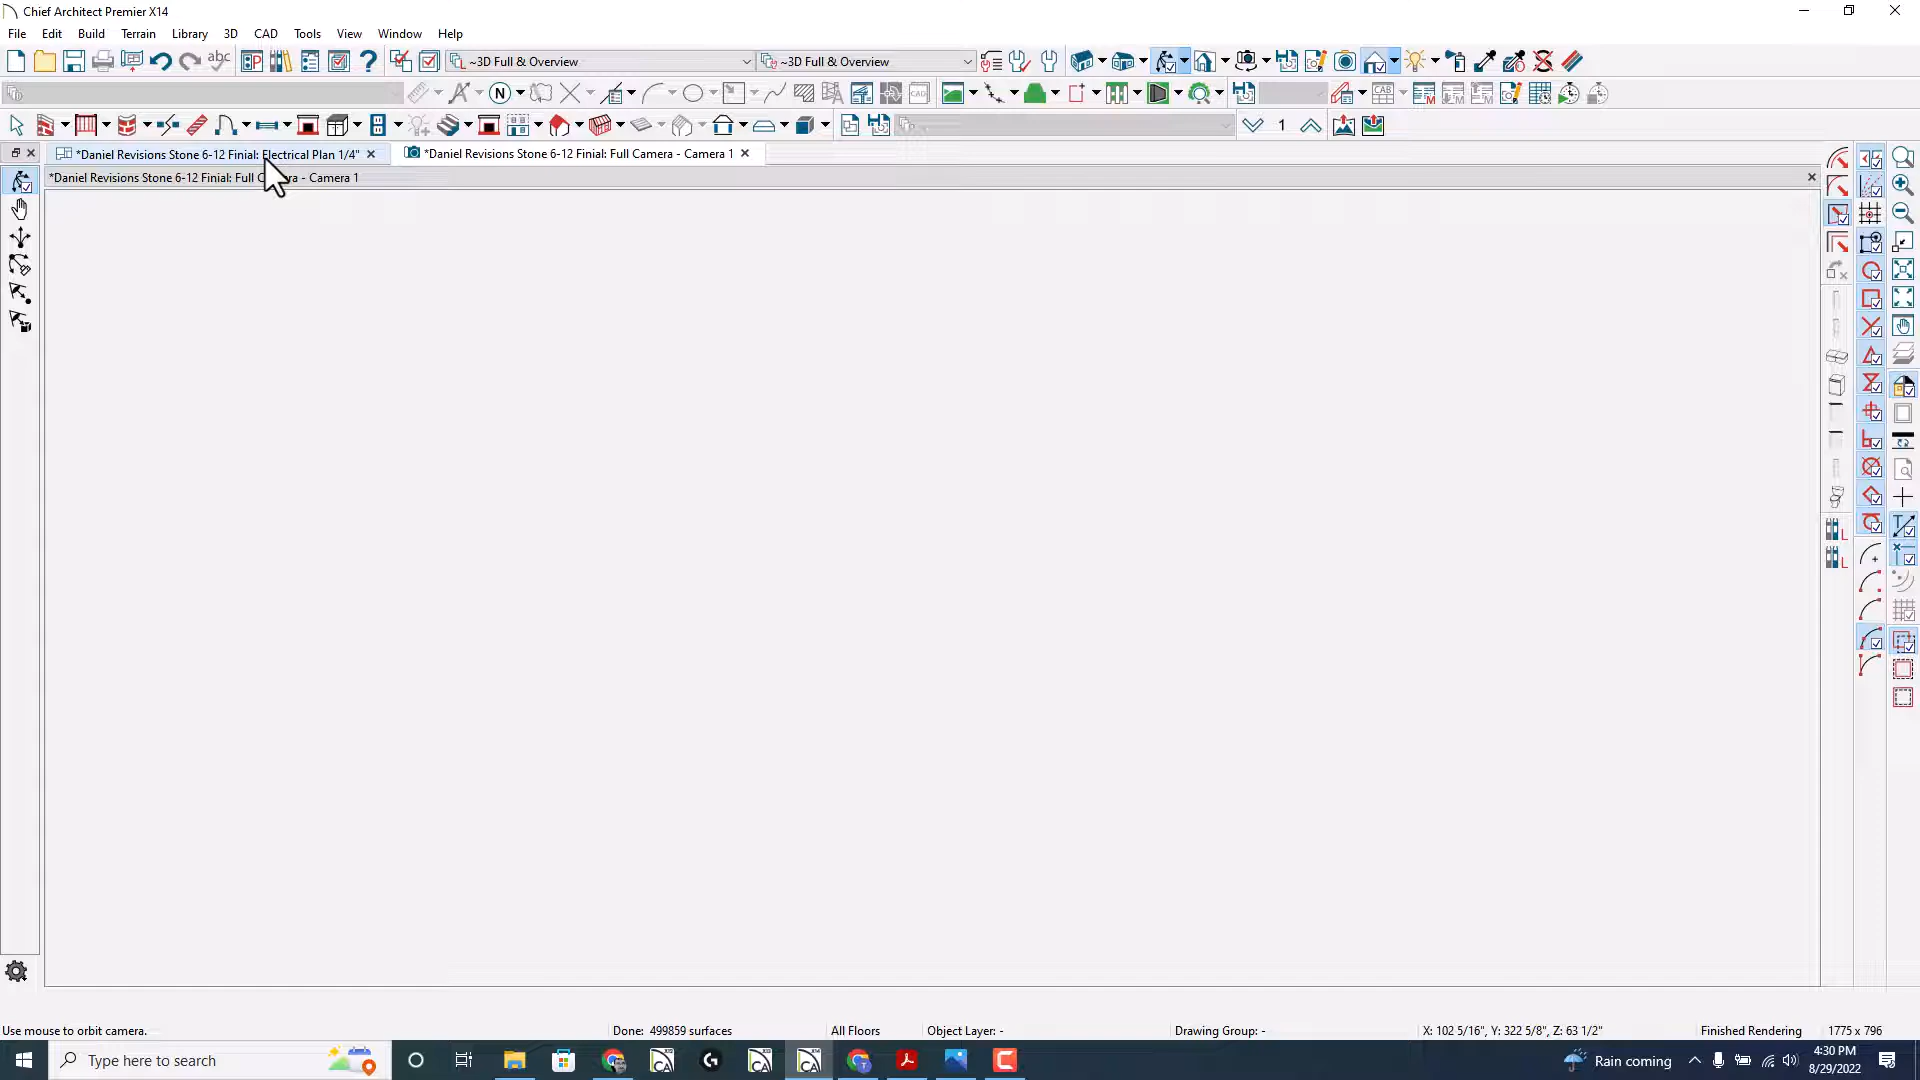 Chief Architect Premier X14
File Edit Build Terrain Library 3D CAD Tools View Window Help
~3D Full & Overview ~3D Full & Overview
N CAD CAB
1
*Daniel Revisions Stone 6-12 Finial: Electrical Plan 1/4" *Daniel Revisions Stone 6-12 Finial: Full Camera - Camera 1
*Daniel Revisions Stone 6-12 Finial: Full Camera - Camera 1
Use mouse to orbit camera. Done: 499859 surfaces All Floors Object Layer: - Drawing Group: - X: 102 5/16", Y: 322 5/8", Z: 63 1/2" Finished Rendering 1775 x 796
Type here to search Rain coming 4:30 PM
8/29/2022